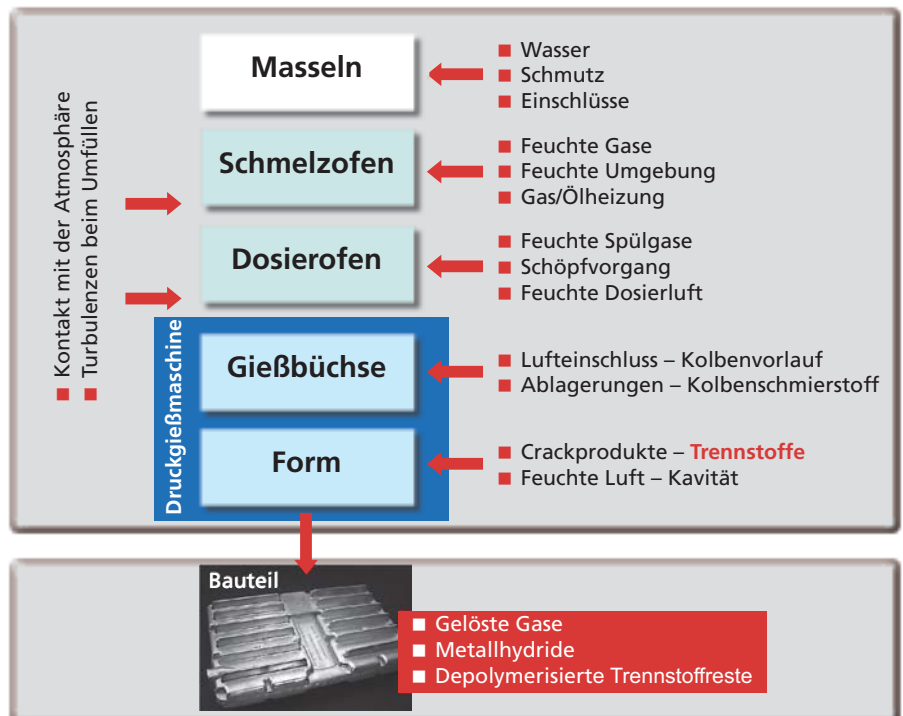 Masseln
■ Wasser
■ Schmutz
■ Einschlüsse
■ Kontakt mit der Atmosphäre
■ Turbulenzen beim Umfüllen
Schmelzofen
■ Feuchte Gase
■ Feuchte Umgebung
■ Gas/Ölheizung
Dosierofen
■ Feuchte Spülgase
■ Schöpfvorgang
■ Feuchte Dosierluft
Druckgießmaschine
Gießbüchse
■ Lufteinschluss – Kolbenvorlauf
■ Ablagerungen – Kolbenschmierstoff
Form
■ Crackprodukte – Trennstoffe
■ Feuchte Luft – Kavität
Bauteil
■ Gelöste Gase
■ Metallhydride
■ Depolymerisierte Trennstoffreste